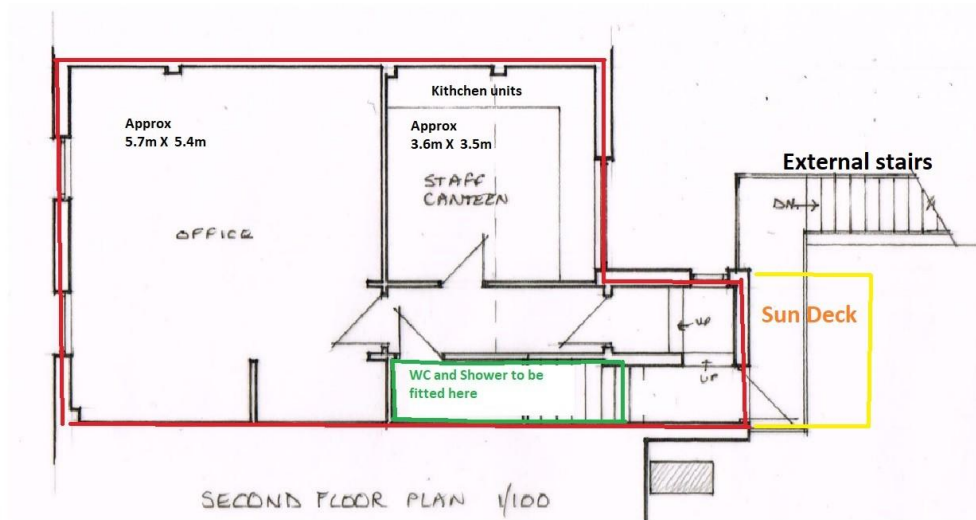 Kithchen units
Approx
5.7m X 5.4m
Approx
3.6m X 3.5m
External stairs
STAFF
CANTEEN
DN.
OFFICE
Sun Deck
UP
UP
WC and Shower to be
fitted here
SECOND FLOOR PLAN 1/100